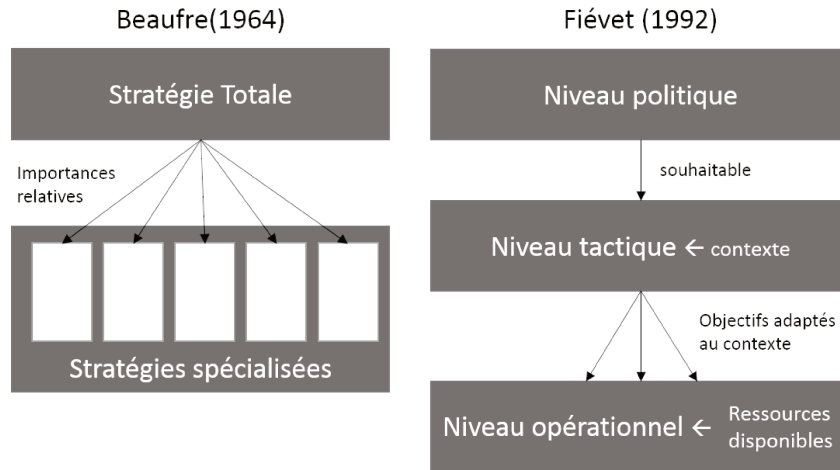 Beaufre(1964)
Stratégie Totale
Importances
relatives
Stratégies spécialisées
Fiévet (1992)
Niveau politique
souhaitable
Niveau tactique ← contexte
Objectifs adaptés
au contexte
Niveau opérationnel ← Ressources
disponibles